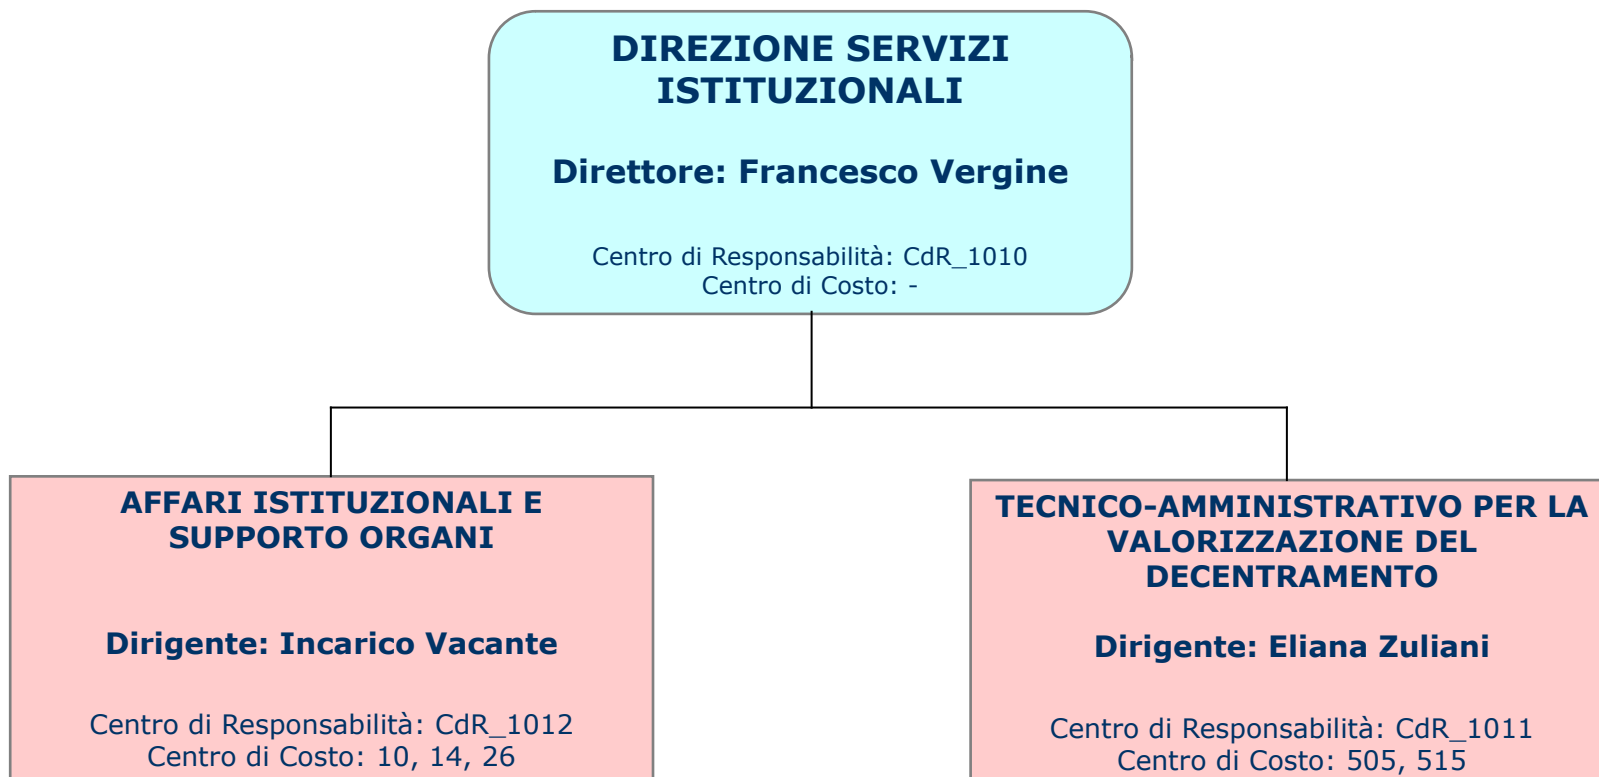 DIREZIONE SERVIZI
ISTITUZIONALI
Direttore: Francesco Vergine
Centro di Responsabilità: CdR_1010
Centro di Costo: -
AFFARI ISTITUZIONALI E
SUPPORTO ORGANI
Dirigente: Incarico Vacante
Centro di Responsabilità: CdR_1012
Centro di Costo: 10, 14, 26
TECNICO-AMMINISTRATIVO PER LA
VALORIZZAZIONE DEL
DECENTRAMENTO
Dirigente: Eliana Zuliani
Centro di Responsabilità: CdR_1011
Centro di Costo: 505, 515